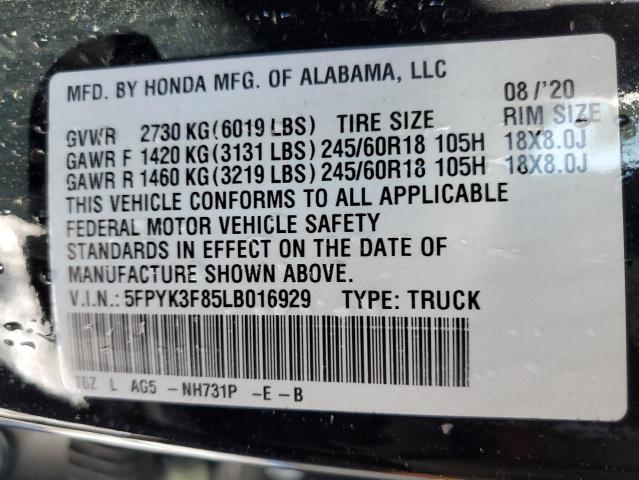 MFD. BY HONDA MFG. OF ALABAMA, LLC 08/'20
GVWR 2730 KG(6019 LBS) TIRE SIZE RIM SIZE
GAWR F 1420 KG(3131 LBS) 245/60R18 105H 18X8.0J
GAWR R 1460 KG(3219 LBS) 245/60R18 105H 18X8.0J
THIS VEHICLE CONFORMS TO ALL APPLICABLE
FEDERAL MOTOR VEHICLE SAFETY
STANDARDS IN EFFECT ON THE DATE OF
MANUFACTURE SHOWN ABOVE.
V.I.N.: 5FPYK3F85LB016929 TYPE: TRUCK
T6Z L AG5 -NH731P -E -B